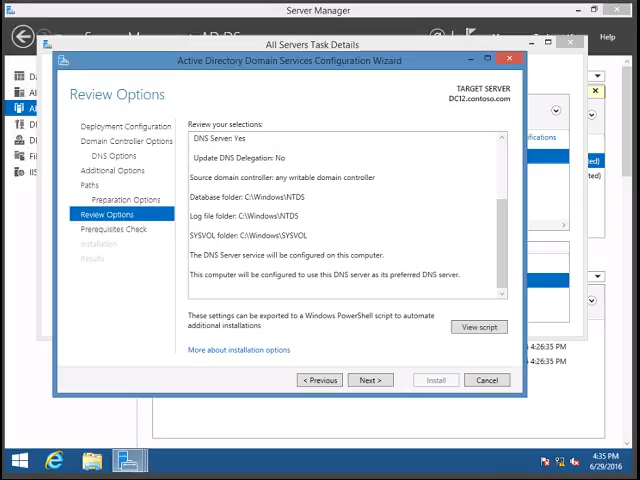 Server Manager
Help
All Servers Task Details
Active Directory Domain Services Configuration Wizard
Review Options
TARGET SERVER
DC12.contoso.com
Deployment Configuration
Domain Controller Options
DNS Options
Additional Options
Paths
Preparation Options
Review Options
Prerequisites Check
Installation
Results
Review your selections:
DNS Server: Yes
Update DNS Delegation: No
Source domain controller: any writable domain controller
Database folder: C:\Windows\NTDS
Log file folder: C:\Windows\NTDS
SYSVOL folder: C:\Windows\SYSVOL
The DNS Server service will be configured on this computer.
This computer will be configured to use this DNS server as its preferred DNS server.
These settings can be exported to a Windows PowerShell script to automate
additional installations
View script
More about installation options
< Previous
Next >
Install
Cancel
4:26:35 PM
4:26:35 PM
4:35 PM
6/29/2016